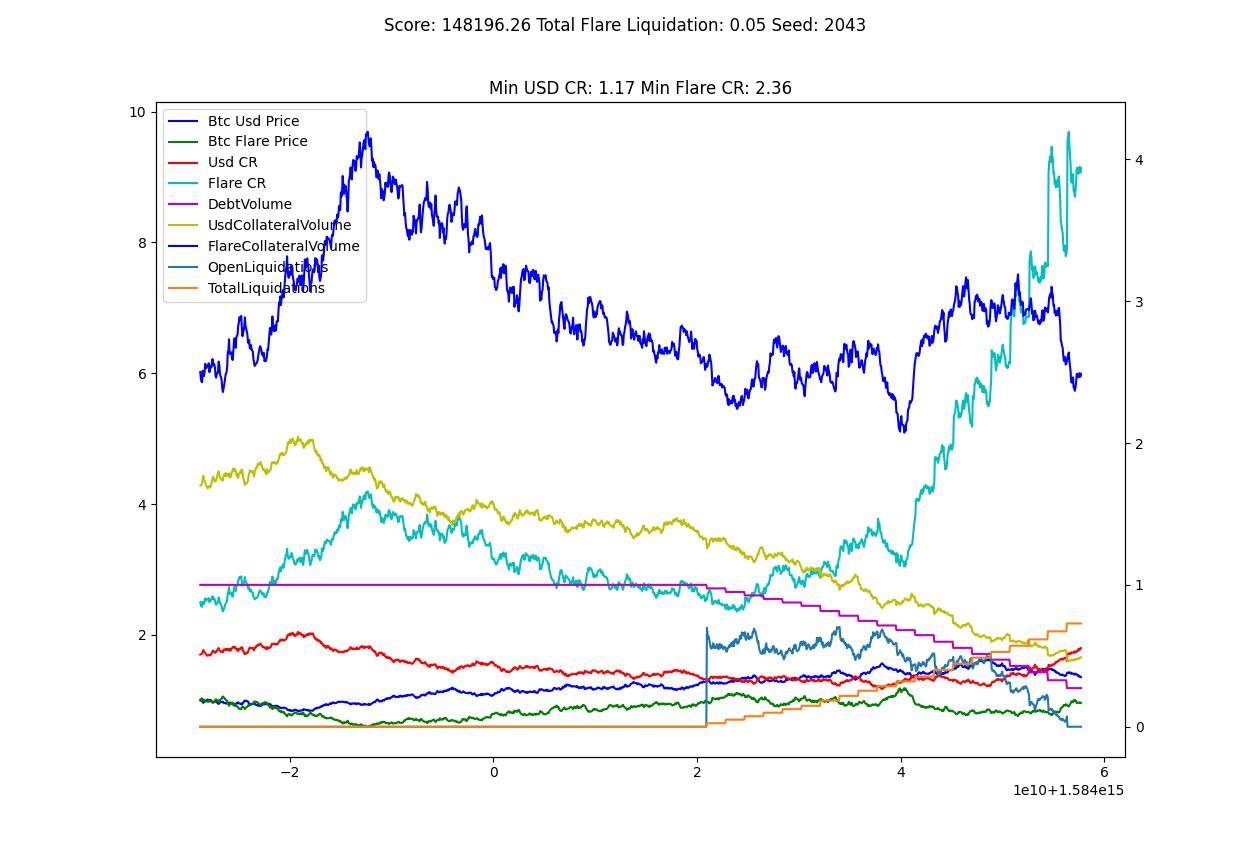 Score: 148196.26 Total Flare Liquidation: 0.05 Seed: 2043
Min USD CR: 1.17 Min Flare CR: 2.36
10
8
6
4
2
Btc Usd Price
Btc Flare Price
Usd CR
Flare CR
DebtVolume
UsdCollateralVolume
FlareCollateralVolume
OpenLiquidations
TotalLiquidations
4
3
2
1
0
−2
0
2
4
6
1e10+1.584e15